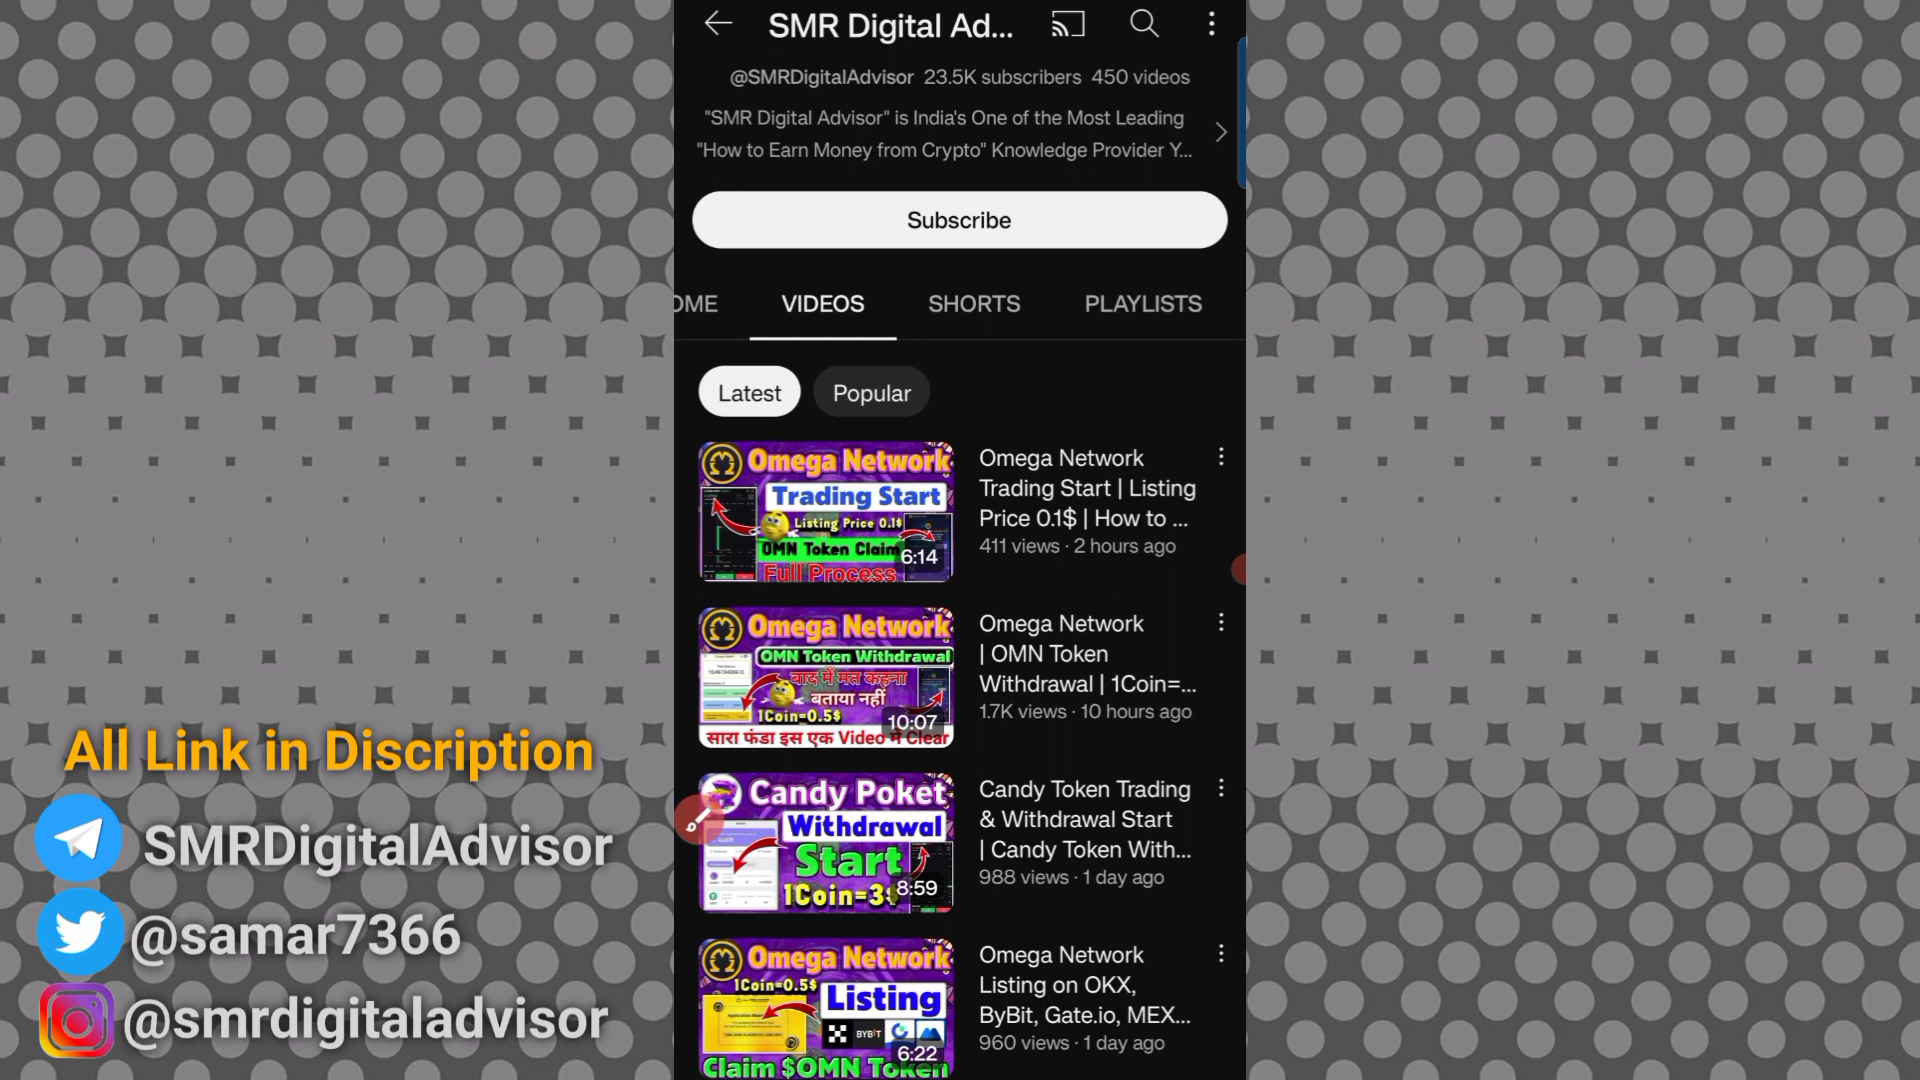 SMR Digital Ad...
@SMRDigitalAdvisor 23.5K subscribers 450 videos
"SMR Digital Advisor" is India's One of the Most Leading
"How to Earn Money from Crypto" Knowledge Provider Y...
Subscribe
OME VIDEOS SHORTS PLAYLISTS
Latest Popular
Omega Network
Trading Start
Listing Price 0.1$
OMN Token Claim
6:14
Full Process
Omega Network
Trading Start | Listing
Price 0.1$ | How to ...
411 views · 2 hours ago
Omega Network
OMN Token Withdrawal
बाद में मत कहना
बताया नहीं
1Coin=0.5$
10:07
सारा फंडा इस एक Video में Clear
Omega Network
| OMN Token
Withdrawal | 1Coin=...
1.7K views · 10 hours ago
Candy Poket
Withdrawal
Start
1Coin=3$
8:59
Candy Token Trading
& Withdrawal Start
| Candy Token With...
988 views · 1 day ago
Omega Network
1Coin=0.5$
Listing
BYBIT
6:22
Claim $OMN Token
Omega Network
Listing on OKX,
ByBit, Gate.io, MEX...
960 views · 1 day ago
All Link in Discription
SMRDigitalAdvisor
@samar7366
@smrdigitaladvisor